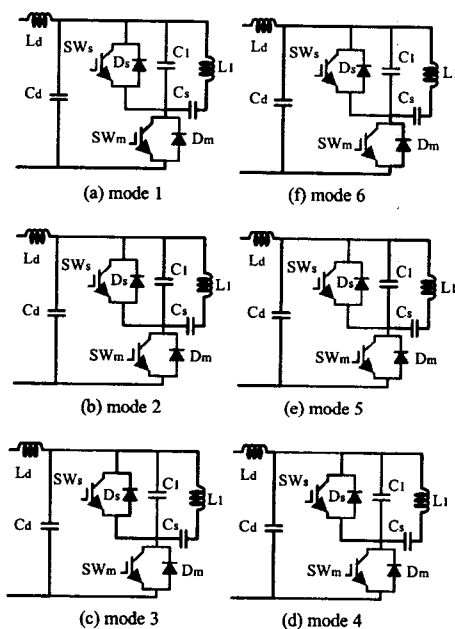 Ld
SWs
Ds
C1
L1
Cd
Cs
SWm
Dm
(a) mode 1
Ld
SWs
Ds
C1
L1
Cd
Cs
SWm
Dm
(f) mode 6
Ld
SWs
Ds
C1
L1
Cd
Cs
SWm
Dm
(b) mode 2
Ld
SWs
Ds
C1
L1
Cd
Cs
SWm
Dm
(e) mode 5
Ld
SWs
Ds
C1
L1
Cd
Cs
SWm
Dm
(c) mode 3
Ld
SWs
Ds
C1
L1
Cd
Cs
SWm
Dm
(d) mode 4